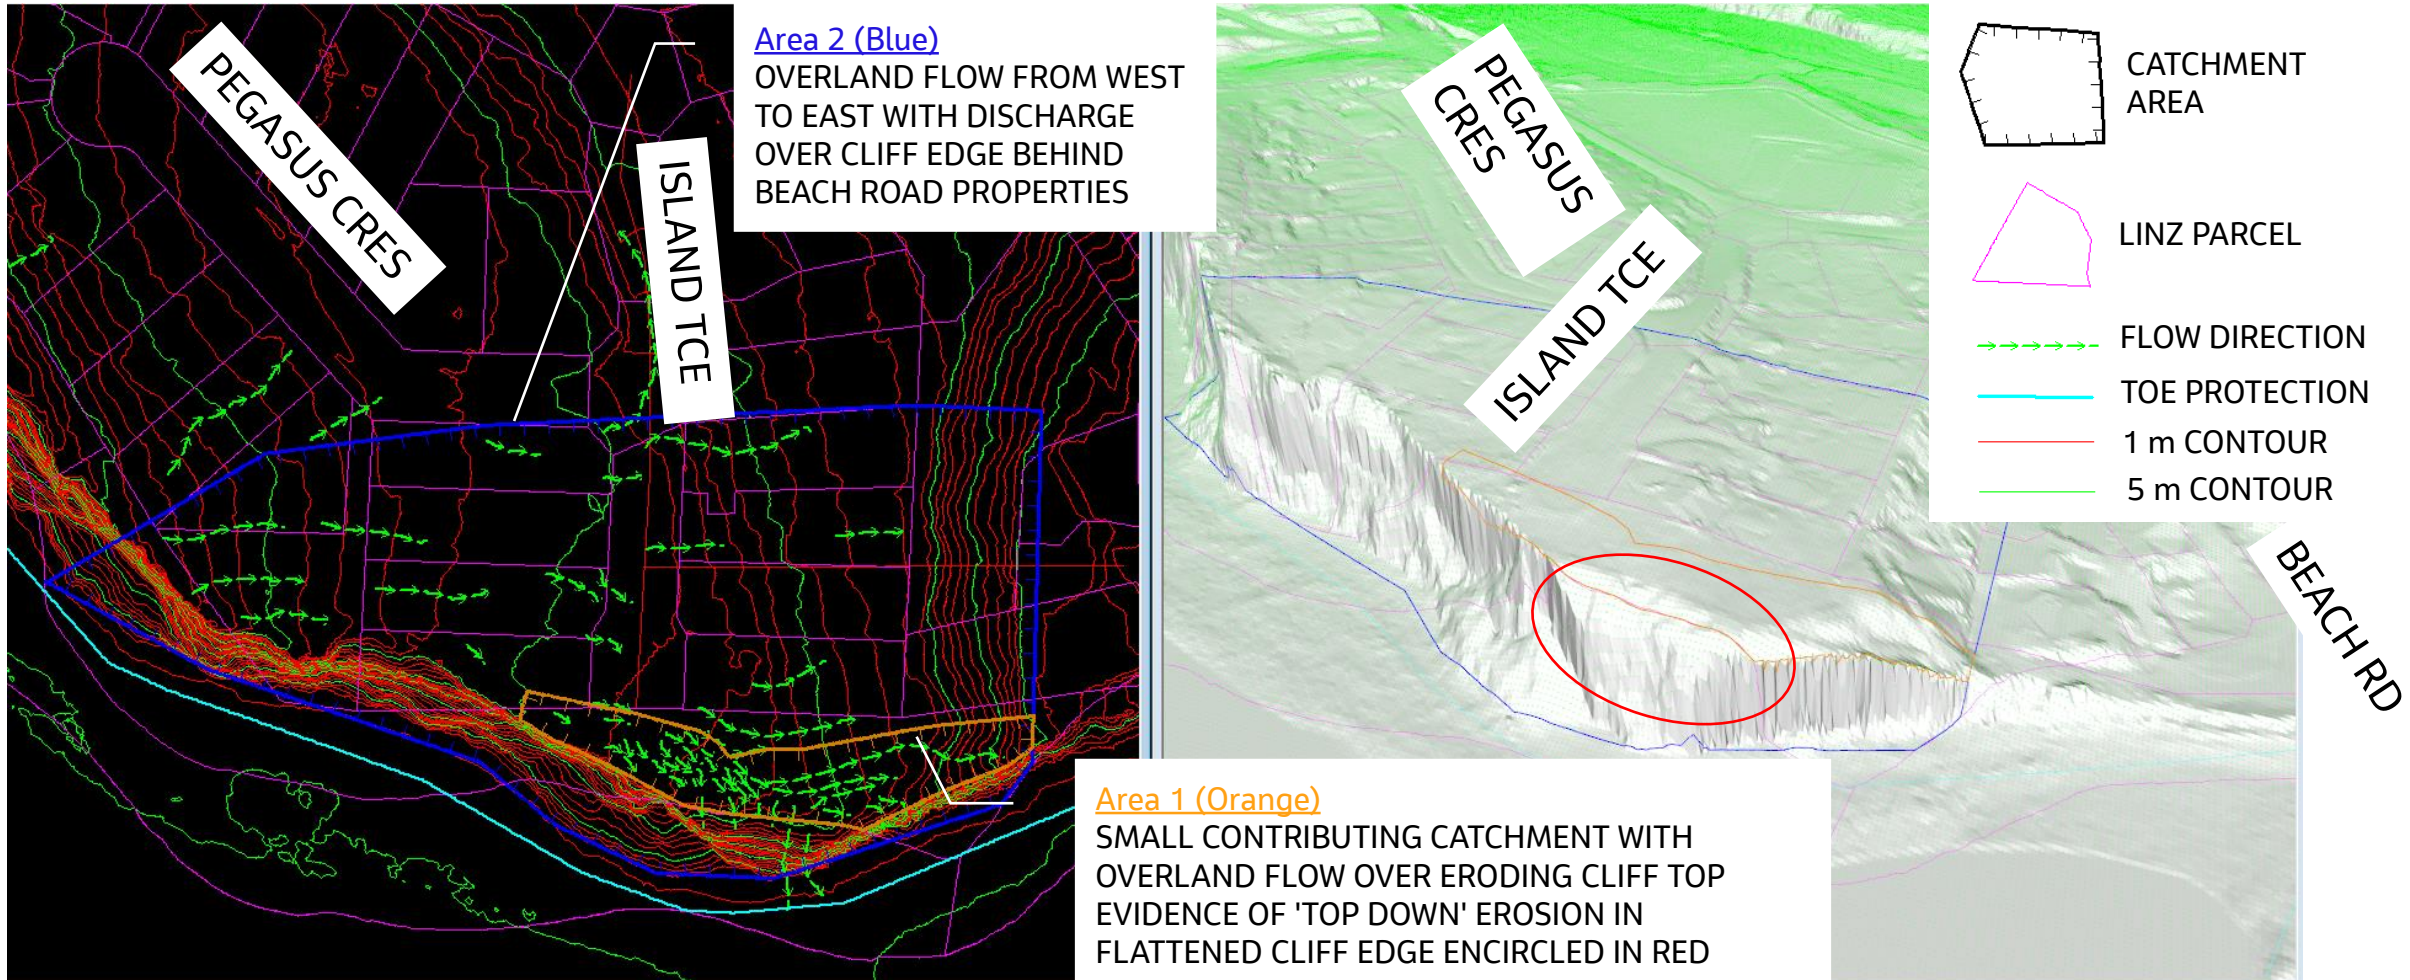 PEGASUS CRES
ISLAND TCE
Area 2 (Blue)
OVERLAND FLOW FROM WEST
TO EAST WITH DISCHARGE
OVER CLIFF EDGE BEHIND
BEACH ROAD PROPERTIES
PEGASUS
CRES
ISLAND TCE
CATCHMENT
AREA
LINZ PARCEL
FLOW DIRECTION
TOE PROTECTION
1 m CONTOUR
5 m CONTOUR
BEACH RD
Area 1 (Orange)
SMALL CONTRIBUTING CATCHMENT WITH
OVERLAND FLOW OVER ERODING CLIFF TOP
EVIDENCE OF 'TOP DOWN' EROSION IN
FLATTENED CLIFF EDGE ENCIRCLED IN RED